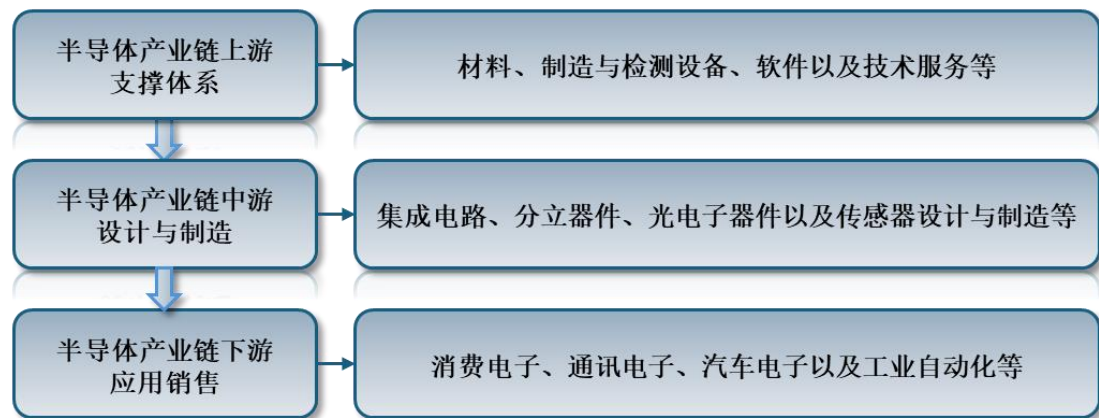 半导体产业链上游
支撑体系
材料、制造与检测设备、软件以及技术服务等
半导体产业链中游
设计与制造
集成电路、分立器件、光电子器件以及传感器设计与制造等
半导体产业链下游
应用销售
消费电子、通讯电子、汽车电子以及工业自动化等